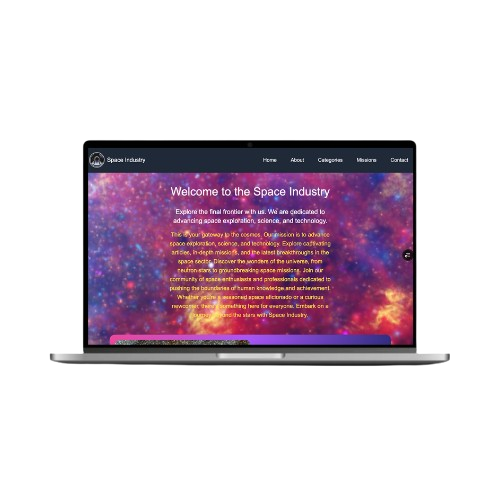 Space Industry
Home About Categories Missions Contact
Welcome to the Space Industry
Explore the final frontier with us. We are dedicated to
advancing space exploration, science, and technology.
This is your gateway to the cosmos. Our mission is to advance
space exploration, science, and technology. Explore captivating
articles, in-depth missions, and the latest breakthroughs in the
space sector. Discover the wonders of the universe, from
neutron stars to groundbreaking space missions. Join our
community of space enthusiasts and professionals dedicated to
pushing the boundaries of human knowledge and achievement.
Whether you're a seasoned space aficionado or a curious
newcomer, there's something here for everyone. Embark on a
journey beyond the stars with Space Industry.